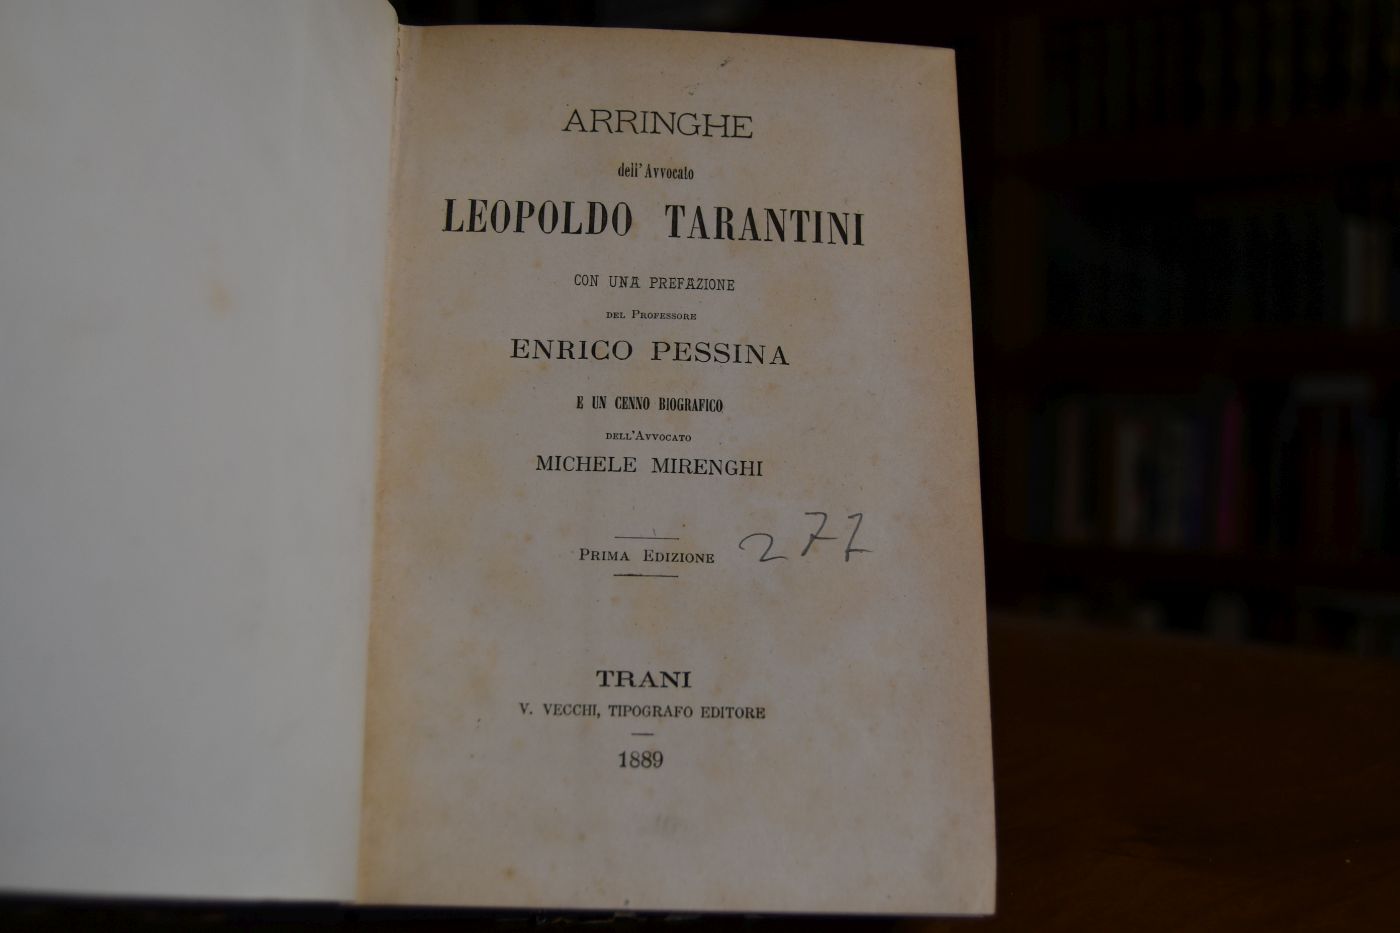 ARRINGHE
dell'Avvocato
LEOPOLDO TARANTINI
CON UNA PREFAZIONE
DEL PROFESSORE
ENRICO PESSINA
E UN CENNO BIOGRAFICO
DELL'AVVOCATO
MICHELE MIRENGHI
PRIMA EDIZIONE
277
TRANI
V. VECCHI, TIPOGRAFO EDITORE
1889